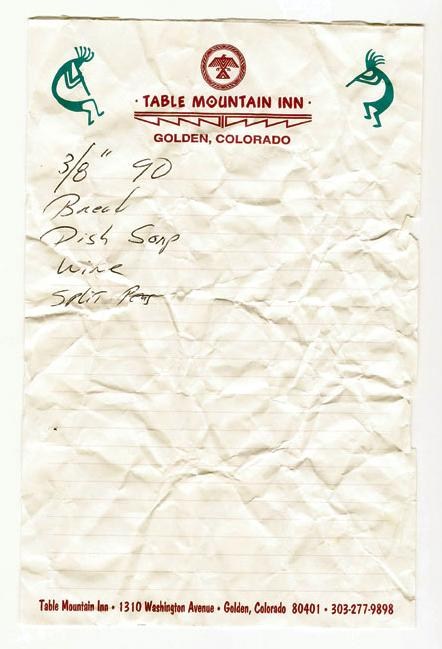 · TABLE MOUNTAIN INN ·
GOLDEN, COLORADO
3/8" 90
Bread
Dish Soap
Wine
Split Peas
Table Mountain Inn • 1310 Washington Avenue • Golden, Colorado 80401 • 303-277-9898